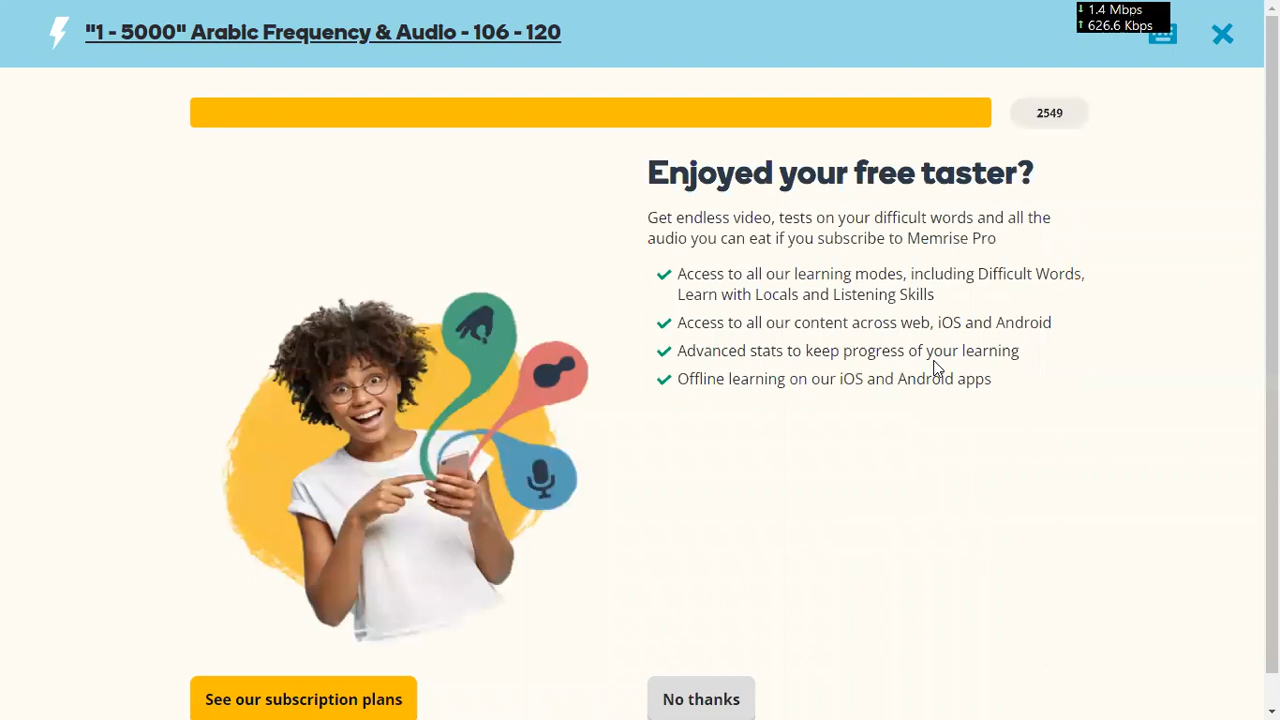 1.4 Mbps
626.6 Kbps
"1 - 5000" Arabic Frequency & Audio - 106 - 120
2549
Enjoyed your free taster?
Get endless video, tests on your difficult words and all the
audio you can eat if you subscribe to Memrise Pro
Access to all our learning modes, including Difficult Words,
Learn with Locals and Listening Skills
Access to all our content across web, iOS and Android
Advanced stats to keep progress of your learning
Offline learning on our iOS and Android apps
See our subscription plans
No thanks